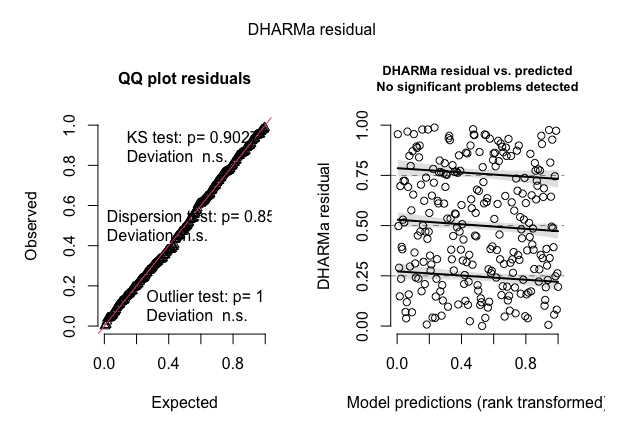 DHARMa residual
QQ plot residuals
KS test: p= 0.9027
Deviation n.s.
Dispersion test: p= 0.85
Deviation n.s.
Outlier test: p= 1
Deviation n.s.
Observed
0.0 0.2 0.4 0.6 0.8 1.0
0.0 0.4 0.8
Expected
DHARMa residual vs. predicted
No significant problems detected
DHARMa residual
0.00 0.25 0.50 0.75 1.00
0.0 0.4 0.8
Model predictions (rank transformed)